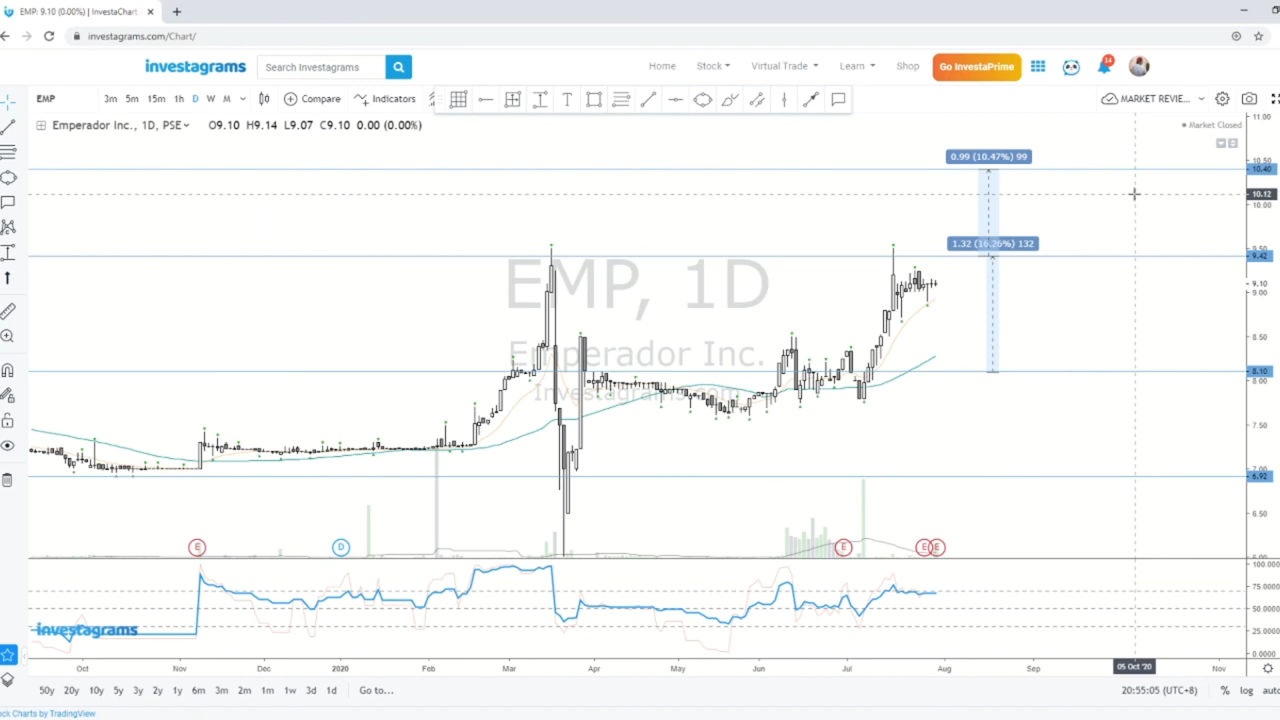 EMP: 9.10 (0.00%) | InvestaChart
investagrams.com/Chart/
investagrams
Search Investagrams
Home
Stock
Virtual Trade
Learn
Shop
Go InvestaPrime
14
EMP
3m 5m 15m 1h D W M
Compare
Indicators
MARKET REVIE...
Emperador Inc., 1D, PSE
O9.10 H9.14 L9.07 C9.10 0.00 (0.00%)
Market Closed
11.00
0.99 (10.47%) 99
10.50
10.40
10.12
10.00
1.32 (16.26%) 132
9.50
9.42
EMP, 1D
9.10
9.00
8.50
Emperador Inc.
8.10
8.00
Investagrams.com
7.50
7.00
6.92
6.50
E D E E E
6.00
100.0000
75.0000
50.0000
investagrams
25.0000
0.0000
Oct Nov Dec 2020 Feb Mar Apr May Jun Jul Aug Sep 05 Oct '20 Nov
50y 20y 10y 5y 3y 2y 1y 6m 3m 2m 1m 1w 3d 1d Go to...
20:55:05 (UTC+8) % log auto
ock Charts by TradingView